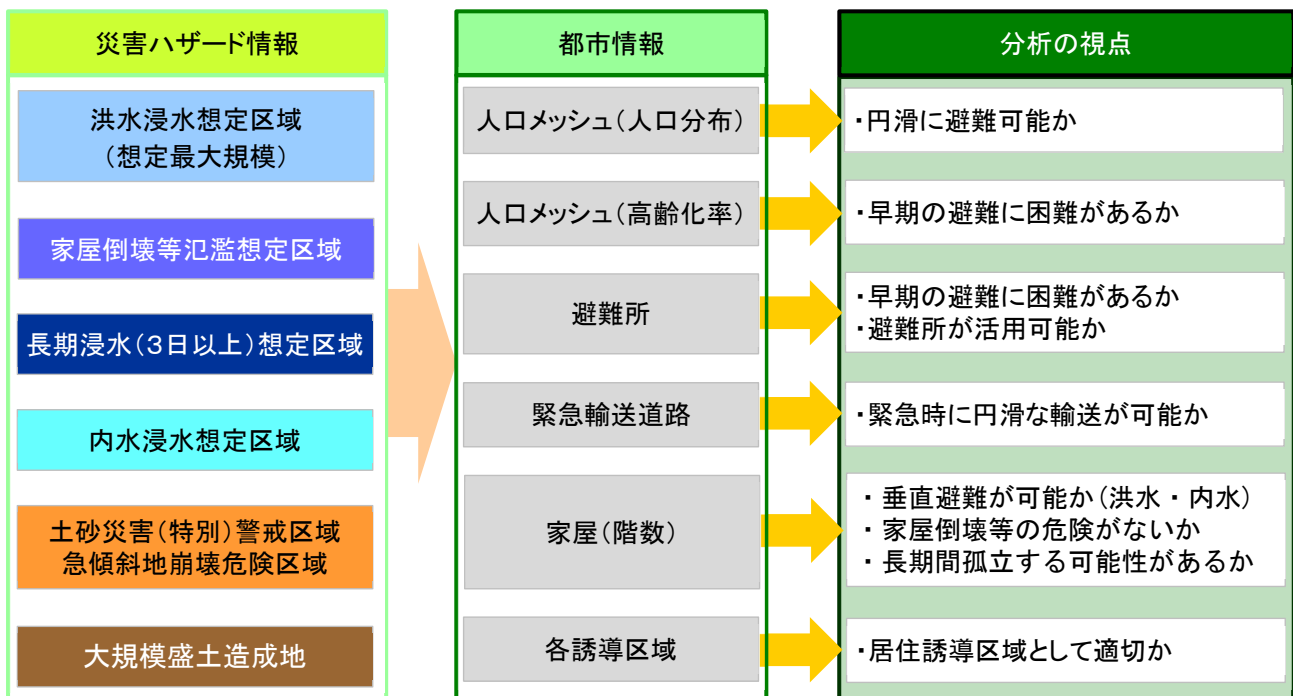 災害ハザード情報
洪水浸水想定区域
(想定最大規模)
家屋倒壊等氾濫想定区域
長期浸水(3日以上)想定区域
内水浸水想定区域
土砂災害(特別)警戒区域
急傾斜地崩壊危険区域
大規模盛土造成地
都市情報
人口メッシュ(人口分布)
人口メッシュ(高齢化率)
避難所
緊急輸送道路
家屋(階数)
各誘導区域
分析の視点
・円滑に避難可能か
・早期の避難に困難があるか
・早期の避難に困難があるか
・避難所が活用可能か
・緊急時に円滑な輸送が可能か
・垂直避難が可能か(洪水・内水)
・家屋倒壊等の危険がないか
・長期間孤立する可能性があるか
・居住誘導区域として適切か